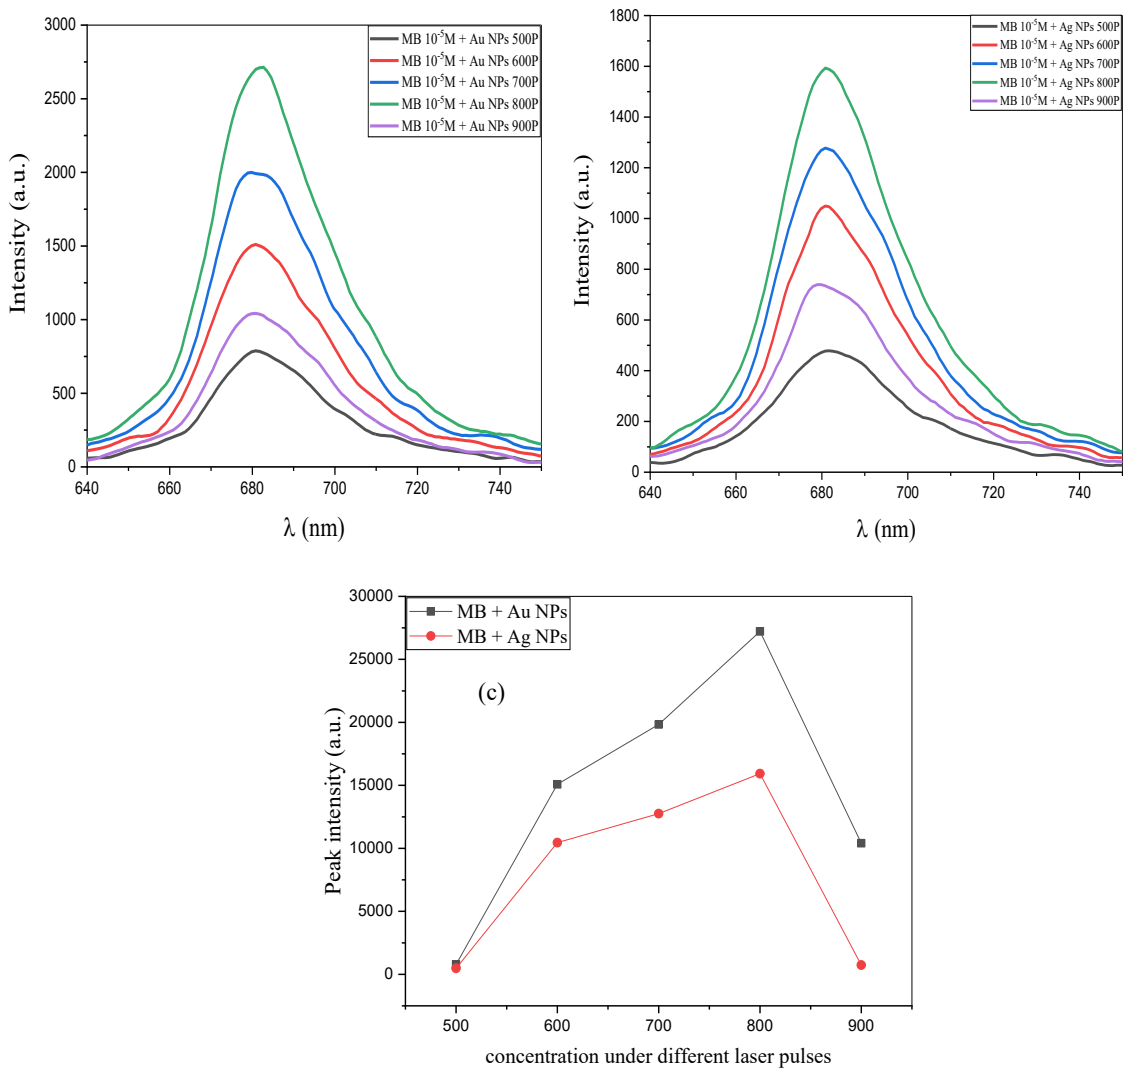 3000
2500
2000
1500
1000
500
0
640
660
680
700
720
740
Intensity (a.u.)
λ (nm)
MB 10⁻⁵M + Au NPs 500P
MB 10⁻⁵M + Au NPs 600P
MB 10⁻⁵M + Au NPs 700P
MB 10⁻⁵M + Au NPs 800P
MB 10⁻⁵M + Au NPs 900P
1800
1600
1400
1200
1000
800
600
400
200
0
640
660
680
700
720
740
Intensity (a.u.)
λ (nm)
MB 10⁻⁵M + Ag NPs 500P
MB 10⁻⁵M + Ag NPs 600P
MB 10⁻⁵M + Ag NPs 700P
MB 10⁻⁵M + Ag NPs 800P
MB 10⁻⁵M + Ag NPs 900P
30000
25000
20000
15000
10000
5000
0
500
600
700
800
900
Peak intensity (a.u.)
concentration under different laser pulses
MB + Au NPs
MB + Ag NPs
(c)